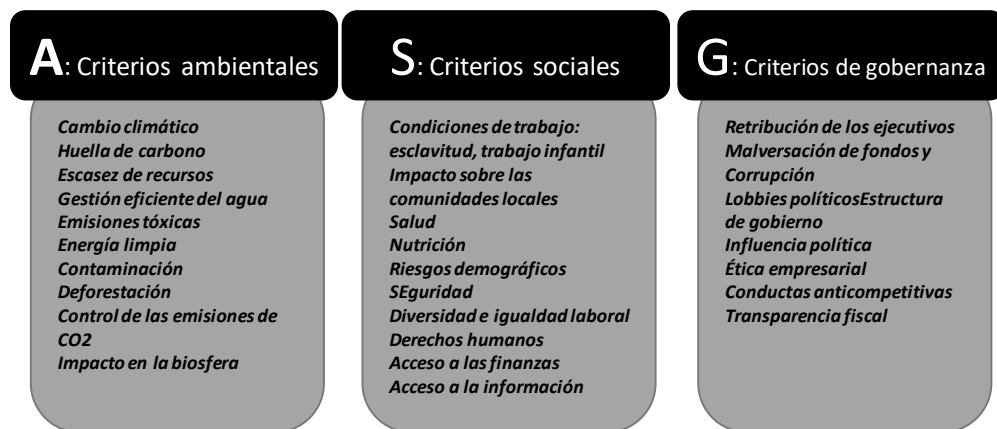 A: Criterios ambientales
Cambio climático
Huella de carbono
Escasez de recursos
Gestión eficiente del agua
Emisiones tóxicas
Energía limpia
Contaminación
Deforestación
Control de las emisiones de
CO2
Impacto en la biosfera
S: Criterios sociales
Condiciones de trabajo:
esclavitud, trabajo infantil
Impacto sobre las
comunidades locales
Salud
Nutrición
Riesgos demográficos
SEguridad
Diversidad e igualdad laboral
Derechos humanos
Acceso a las finanzas
Acceso a la información
G: Criterios de gobernanza
Retribución de los ejecutivos
Malversación de fondos y
Corrupción
Lobbies políticosEstructura
de gobierno
Influencia política
Ética empresarial
Conductas anticompetitivas
Transparencia fiscal